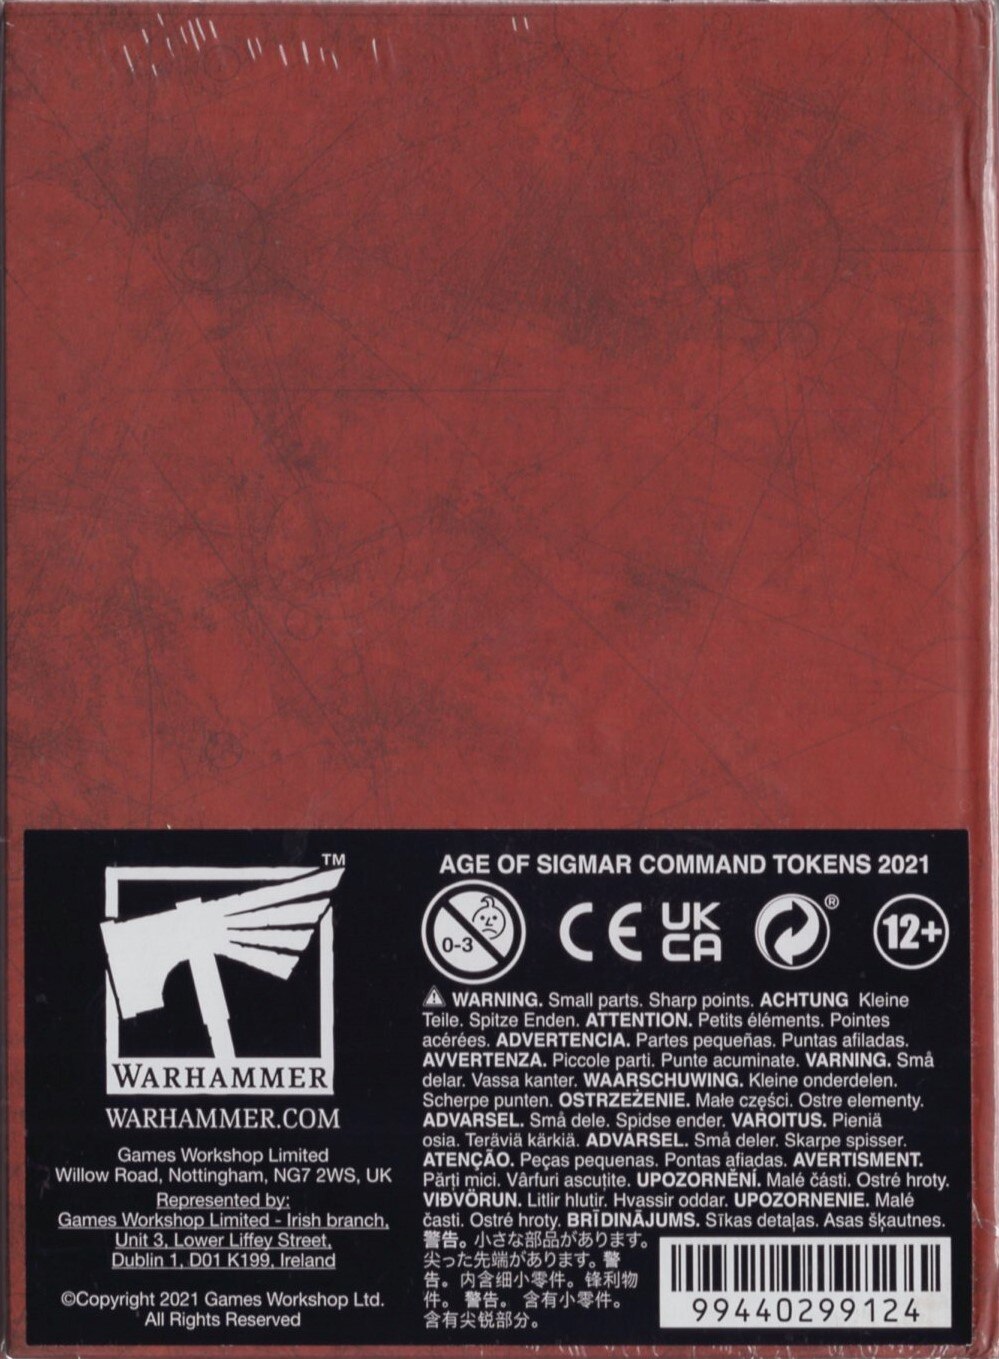 TM
WARHAMMER
WARHAMMER.COM
Games Workshop Limited
Willow Road, Nottingham, NG7 2WS, UK
Represented by:
Games Workshop Limited - Irish branch,
Unit 3, Lower Liffey Street,
Dublin 1, D01 K199, Ireland
©Copyright 2021 Games Workshop Ltd.
All Rights Reserved
AGE OF SIGMAR COMMAND TOKENS 2021
0-3
CE
UK
CA
®
12+
WARNING. Small parts. Sharp points. ACHTUNG Kleine
Teile. Spitze Enden. ATTENTION. Petits éléments. Pointes
acérées. ADVERTENCIA. Partes pequeñas. Puntas afiladas.
AVVERTENZA. Piccole parti. Punte acuminate. VARNING. Små
delar. Vassa kanter. WAARSCHUWING. Kleine onderdelen.
Scherpe punten. OSTRZEŻENIE. Małe części. Ostre elementy.
ADVARSEL. Små dele. Spidse ender. VAROITUS. Pieniä
osia. Teräviä kärkiä. ADVARSEL. Små deler. Skarpe spisser.
ATENÇÃO. Peças pequenas. Pontas afiadas. AVERTISMENT.
Părți mici. Vârfuri ascuțite. UPOZORNĚNÍ. Malé části. Ostré hroty.
VIÐVÖRUN. Litlir hlutir. Hvassir oddar. UPOZORNENIE. Malé
časti. Ostré hroty. BRĪDINĀJUMS. Sīkas detaļas. Asas šķautnes.
警告。小さな部品があります。
尖った先端があります。警
告。内含细小零件。锋利物
件。 警告。 含有小零件。
含有尖锐部分。
99440299124